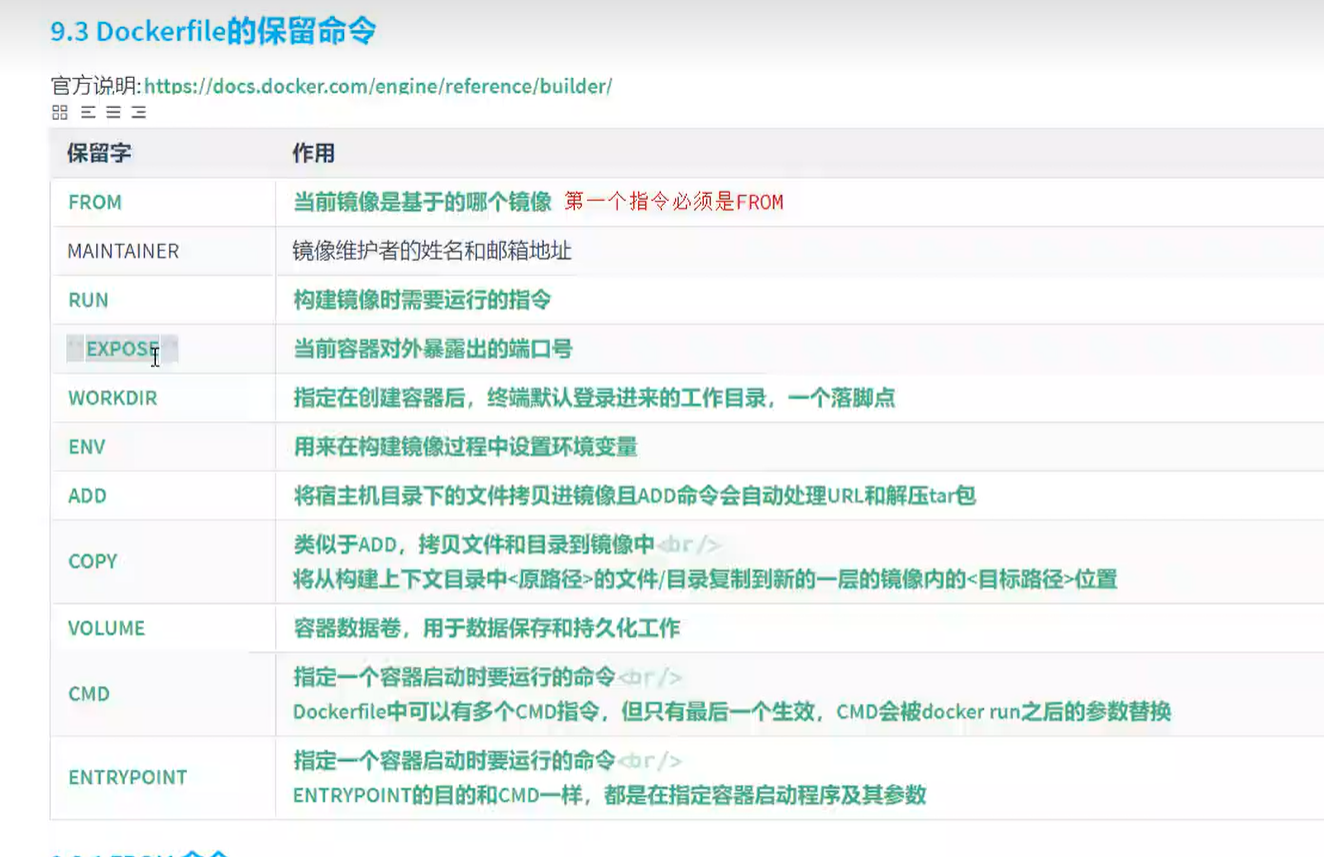 9.3 Dockerfile的保留命令
官方说明:https://docs.docker.com/engine/reference/builder/
保留字 作用
FROM 当前镜像是基于的哪个镜像 第一个指令必须是FROM
MAINTAINER 镜像维护者的姓名和邮箱地址
RUN 构建镜像时需要运行的指令
EXPOSE 当前容器对外暴露出的端口号
WORKDIR 指定在创建容器后，终端默认登录进来的工作目录，一个落脚点
ENV 用来在构建镜像过程中设置环境变量
ADD 将宿主机目录下的文件拷贝进镜像且ADD命令会自动处理URL和解压tar包
COPY 类似于ADD，拷贝文件和目录到镜像中<br/>
将从构建上下文目录中<原路径>的文件/目录复制到新的一层的镜像内的<目标路径>位置
VOLUME 容器数据卷，用于数据保存和持久化工作
CMD 指定一个容器启动时要运行的命令<br/>
Dockerfile中可以有多个CMD指令，但只有最后一个生效，CMD会被docker run之后的参数替换
ENTRYPOINT 指定一个容器启动时要运行的命令<br/>
ENTRYPOINT的目的和CMD一样，都是在指定容器启动程序及其参数